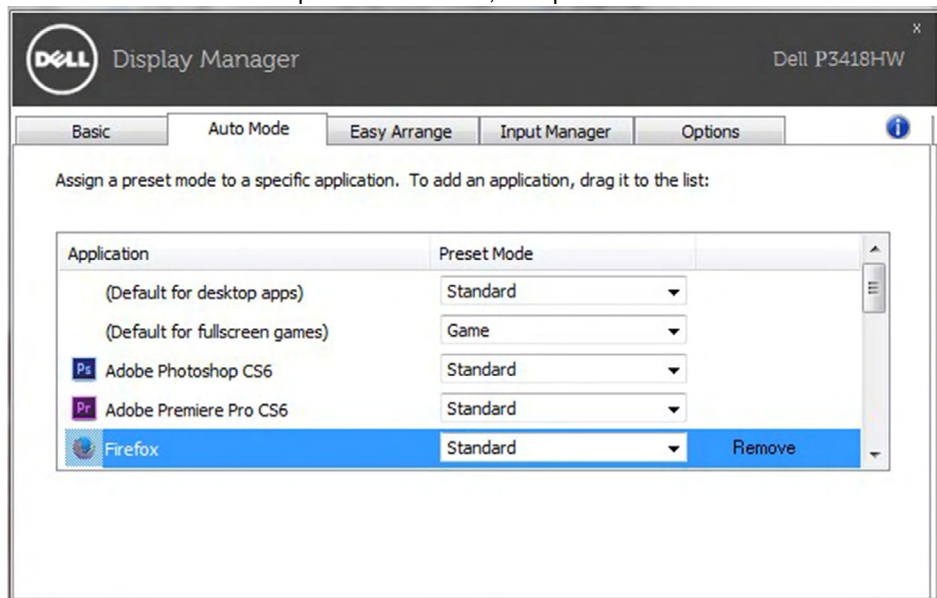 DELL Display Manager
Dell P3418HW
x
Basic Auto Mode Easy Arrange Input Manager Options i
Assign a preset mode to a specific application. To add an application, drag it to the list:
Application Preset Mode
(Default for desktop apps) Standard
(Default for fullscreen games) Game
Ps Adobe Photoshop CS6 Standard
Pr Adobe Premiere Pro CS6 Standard
Firefox Standard Remove